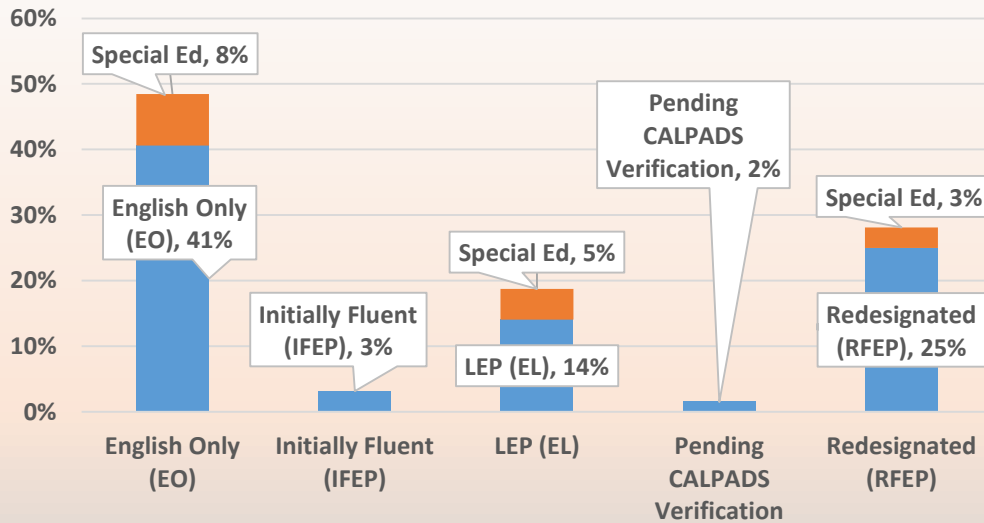 60%
50%
40%
30%
20%
10%
0%
Special Ed, 8%
English Only
(EO), 41%
Initially Fluent
(IFEP), 3%
Special Ed, 5%
LEP (EL), 14%
Pending
CALPADS
Verification, 2%
Special Ed, 3%
Redesignated
(RFEP), 25%
English Only
(EO)
Initially Fluent
(IFEP)
LEP (EL)
Pending
CALPADS
Verification
Redesignated
(RFEP)